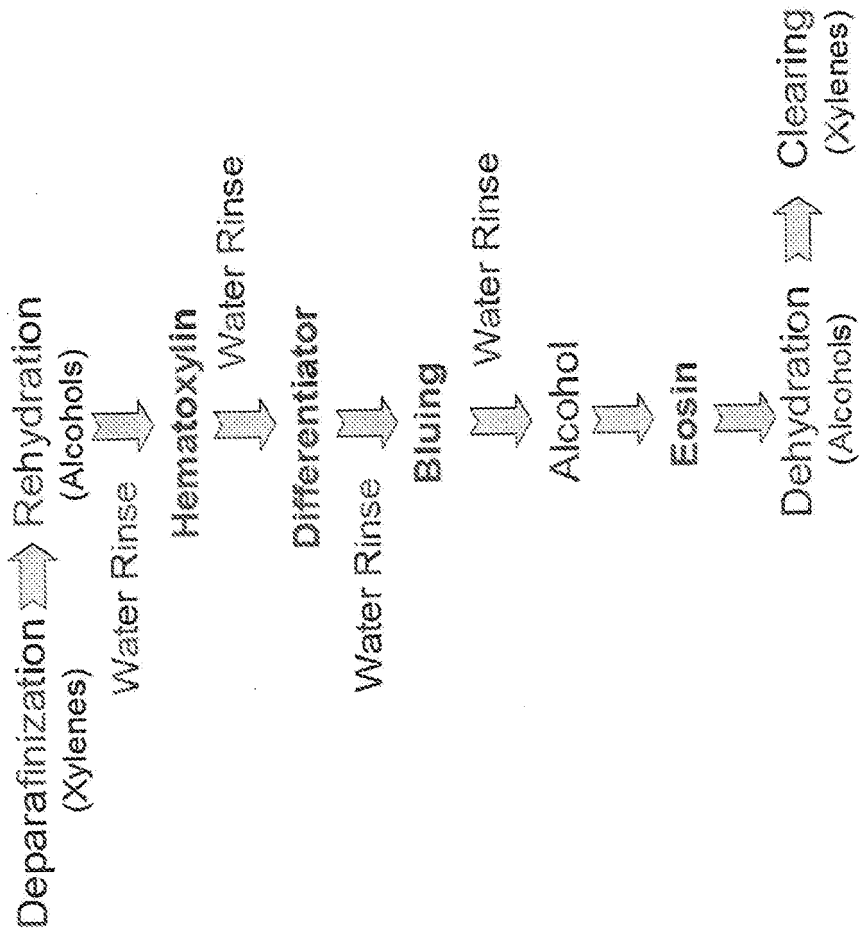 Deparafinization
(Xylenes)
Rehydration
(Alcohols)
Water Rinse
Hematoxylin
Water Rinse
Differentiator
Water Rinse
Bluing
Water Rinse
Alcohol
Eosin
Dehydration
(Alcohols)
Clearing
(Xylenes)